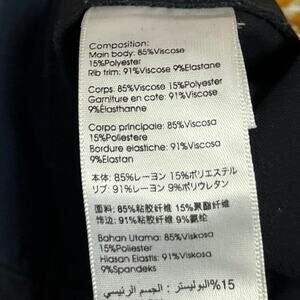 Composition:
Main body: 85%Viscose
15%Polyester
Rib trim: 91%Viscose 9%Elastane
Corps: 85%Viscose 15%Polyester
Garniture en cote: 91%Viscose
9%Élasthanne
Corpo principale: 85%Viscosa
15%Poliestere
Bordure elastiche: 91%Viscosa
9%Elastan
本体: 85%レーヨン 15%ポリエステル
リブ: 91%レーヨン 9%ポリウレタン
面料: 85%粘胶纤维 15%聚酯纤维
饰边: 91%粘胶纤维 9%氨纶
Bahan Utama: 85%Viskosa
15%Polyester
Hiasan Elastis: 91%Viskosa
9%Spandeks
الجسم الرئيسي : البوليستر 15%